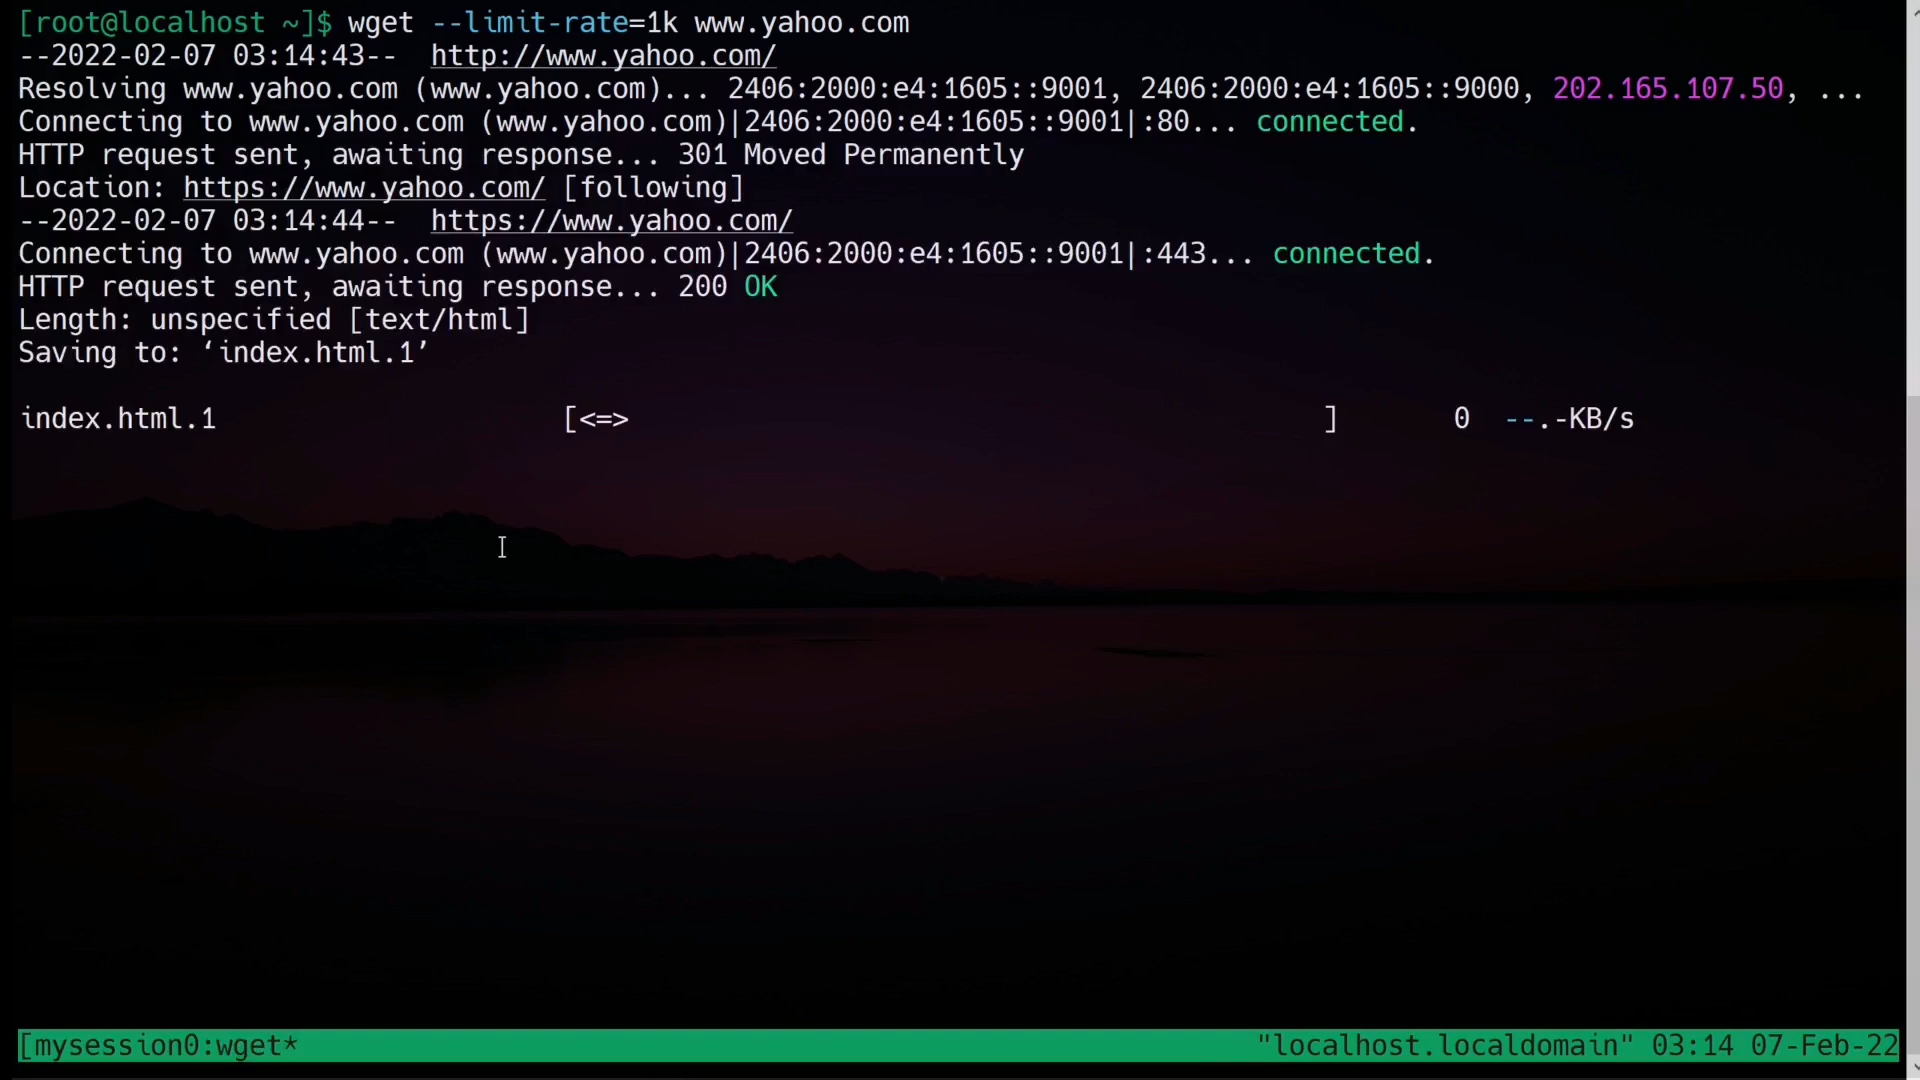 [root@localhost ~]$ wget --limit-rate=1k www.yahoo.com
--2022-02-07 03:14:43--  http://www.yahoo.com/
Resolving www.yahoo.com (www.yahoo.com)... 2406:2000:e4:1605::9001, 2406:2000:e4:1605::9000, 202.165.107.50, ...
Connecting to www.yahoo.com (www.yahoo.com)|2406:2000:e4:1605::9001|:80... connected.
HTTP request sent, awaiting response... 301 Moved Permanently
Location: https://www.yahoo.com/ [following]
--2022-02-07 03:14:44--  https://www.yahoo.com/
Connecting to www.yahoo.com (www.yahoo.com)|2406:2000:e4:1605::9001|:443... connected.
HTTP request sent, awaiting response... 200 OK
Length: unspecified [text/html]
Saving to: ‘index.html.1’
index.html.1                     [<=>                                          ]       0  --.-KB/s
[mysession0:wget* "localhost.localdomain" 03:14 07-Feb-22